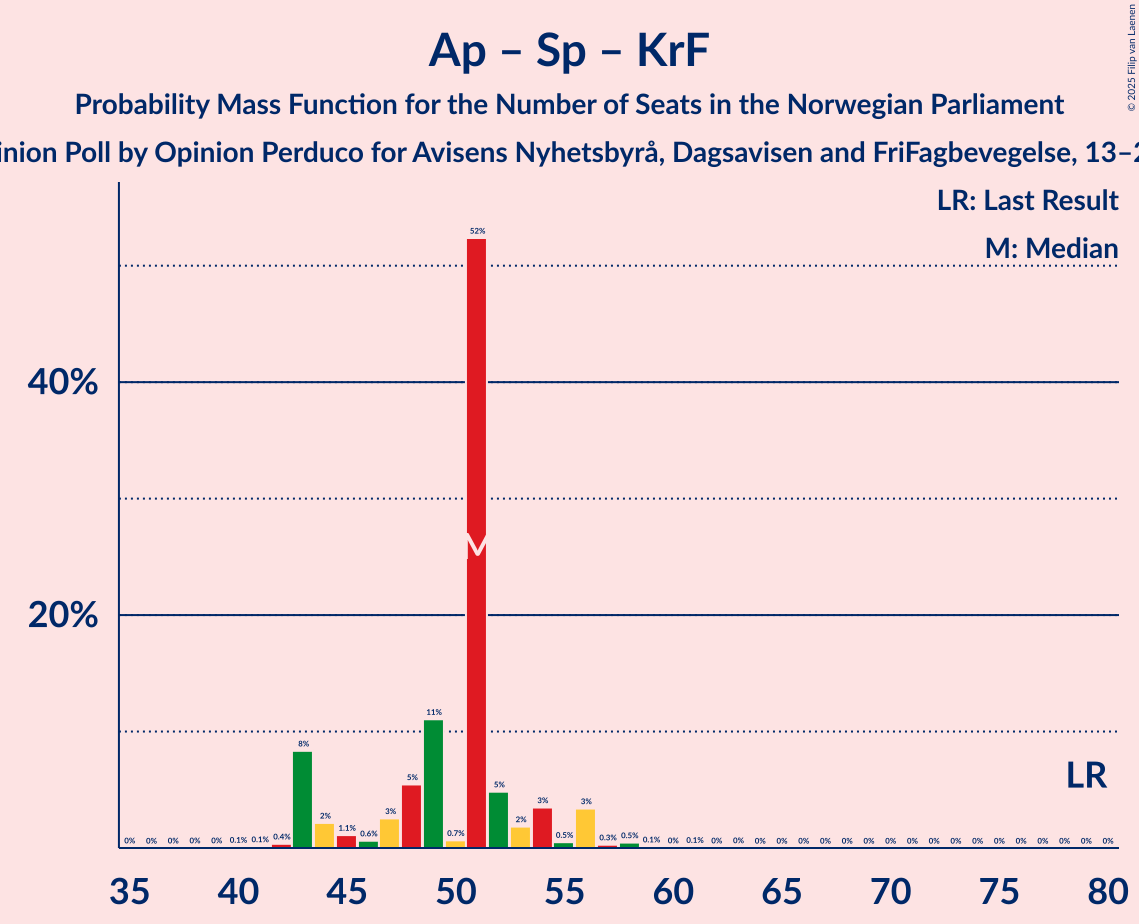 Ap – Sp – KrF
Probability Mass Function for the Number of Seats in the Norwegian Parliament
Poll by Opinion Perduco for Avisens Nyhetsbyrå, Dagsavisen and FriFagbevegelse,
© 2025 Filip van Laenen
LR: Last Result
M: Median
52%
40%
M
20%
11%
8%
LR
5% 5%
3% 3% 3%
2% 2%
0% 0% 0% 0% 0% 0.1% 0.1% 0.4% 1.1% 0.6% 0.7% 0.5% 0.3% 0.5% 0.1% 0% 0.1% 0% 0% 0% 0% 0% 0% 0% 0% 0% 0% 0% 0% 0% 0% 0% 0% 0% 0% 0%
35 40 45 50 55 60 65 70 75 80